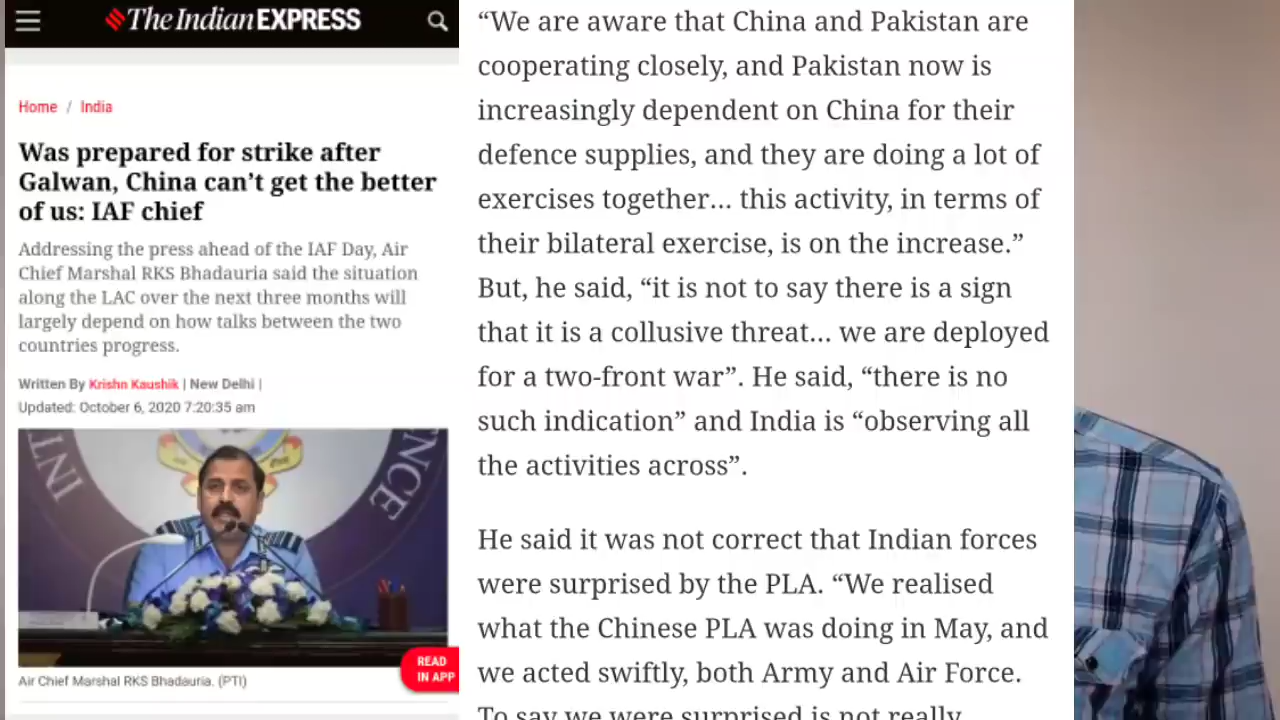 The Indian EXPRESS
Home / India
Was prepared for strike after
Galwan, China can’t get the better
of us: IAF chief
Addressing the press ahead of the IAF Day, Air
Chief Marshal RKS Bhadauria said the situation
along the LAC over the next three months will
largely depend on how talks between the two
countries progress.
Written By Krishn Kaushik | New Delhi |
Updated: October 6, 2020 7:20:35 am
INT
ENCE
READ
IN APP
Air Chief Marshal RKS Bhadauria. (PTI)
“We are aware that China and Pakistan are
cooperating closely, and Pakistan now is
increasingly dependent on China for their
defence supplies, and they are doing a lot of
exercises together... this activity, in terms of
their bilateral exercise, is on the increase.”
But, he said, “it is not to say there is a sign
that it is a collusive threat... we are deployed
for a two-front war”. He said, “there is no
such indication” and India is “observing all
the activities across”.
He said it was not correct that Indian forces
were surprised by the PLA. “We realised
what the Chinese PLA was doing in May, and
we acted swiftly, both Army and Air Force.
To say we were surprised is not really